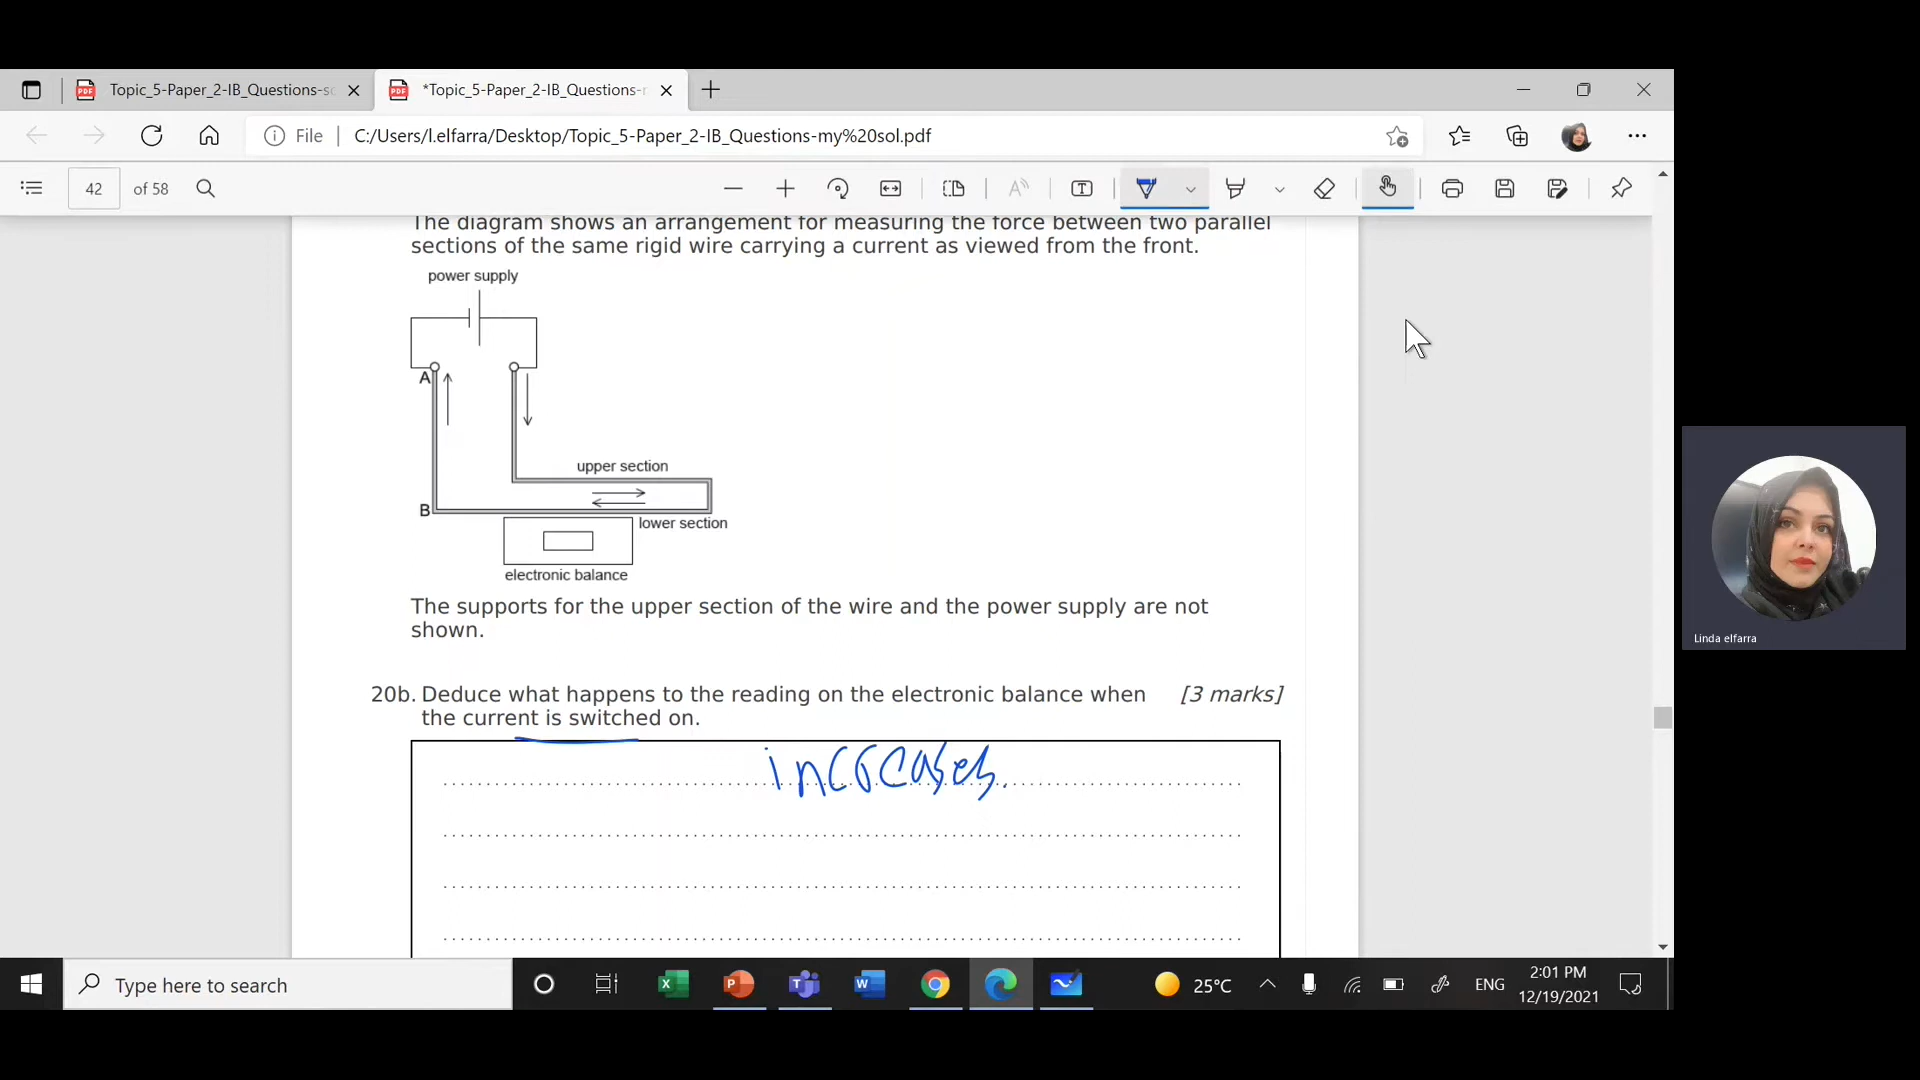 Topic_5-Paper_2-IB_Questions-so
*Topic_5-Paper_2-IB_Questions-r
File
C:/Users/l.elfarra/Desktop/Topic_5-Paper_2-IB_Questions-my%20sol.pdf
42 of 58
The diagram shows an arrangement for measuring the force between two parallel
sections of the same rigid wire carrying a current as viewed from the front.
power supply
A
upper section
B
lower section
electronic balance
The supports for the upper section of the wire and the power supply are not
shown.
20b. Deduce what happens to the reading on the electronic balance when [3 marks]
the current is switched on.
increases.
Linda elfarra
Type here to search
25°C
ENG
2:01 PM
12/19/2021